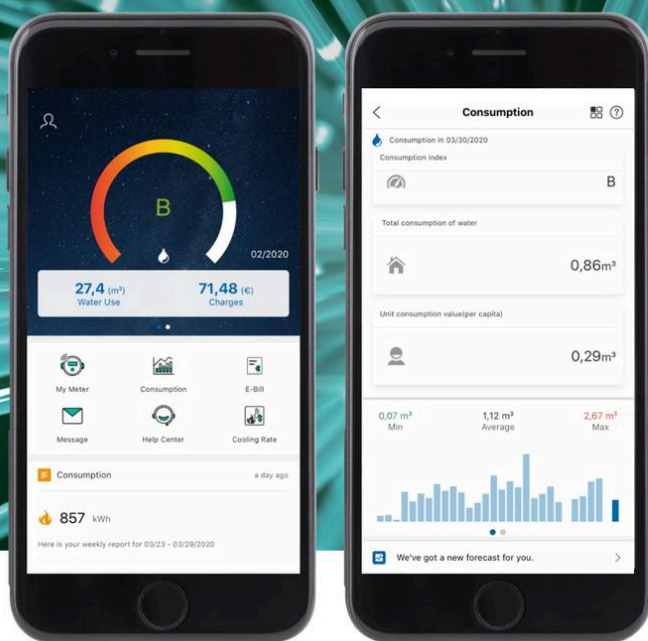 B
02/2020
27,4 (m³)
Water Use
71,48 (€)
Charges
My Meter
Consumption
E-Bill
Message
Help Center
Cooling Rate
Consumption
a day ago
857 kWh
Here is your weekly report for 03/23 - 03/29/2020
Consumption
Consumption in 03/30/2020
Consumption index
B
Total consumption of water
0,86m³
Unit consumption value(per capita)
0,29m³
0,07 m³
Min
1,12 m³
Average
2,67 m³
Max
We've got a new forecast for you.